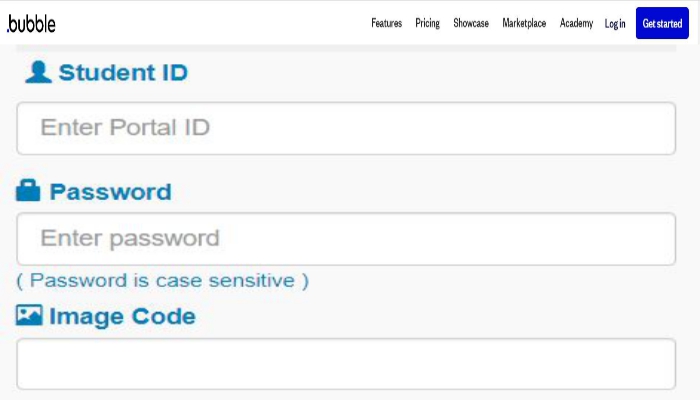 .bubble
Features Pricing Showcase Marketplace Academy Log in Get started
Student ID
Enter Portal ID
Password
Enter password
( Password is case sensitive )
Image Code